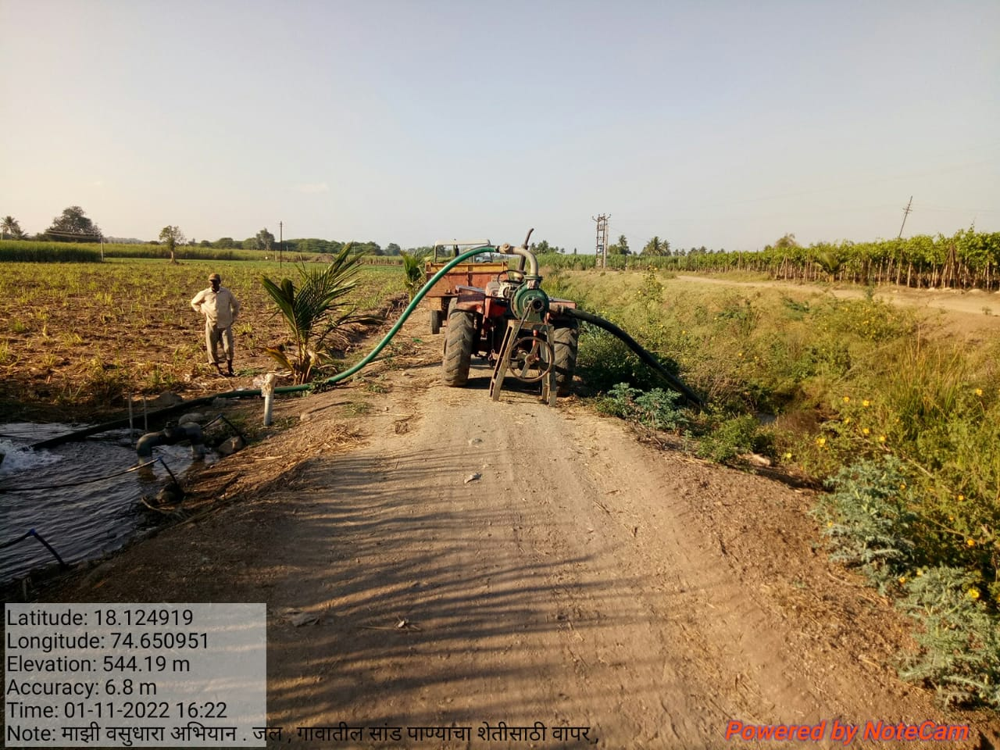 Latitude: 18.124919
Longitude: 74.650951
Elevation: 544.19 m
Accuracy: 6.8 m
Time: 01-11-2022 16:22
Note: माझी वसुधारा अभियान . जल , गावातील सांड पाण्याचा शेतीसाठी वापर ,
Powered by NoteCam